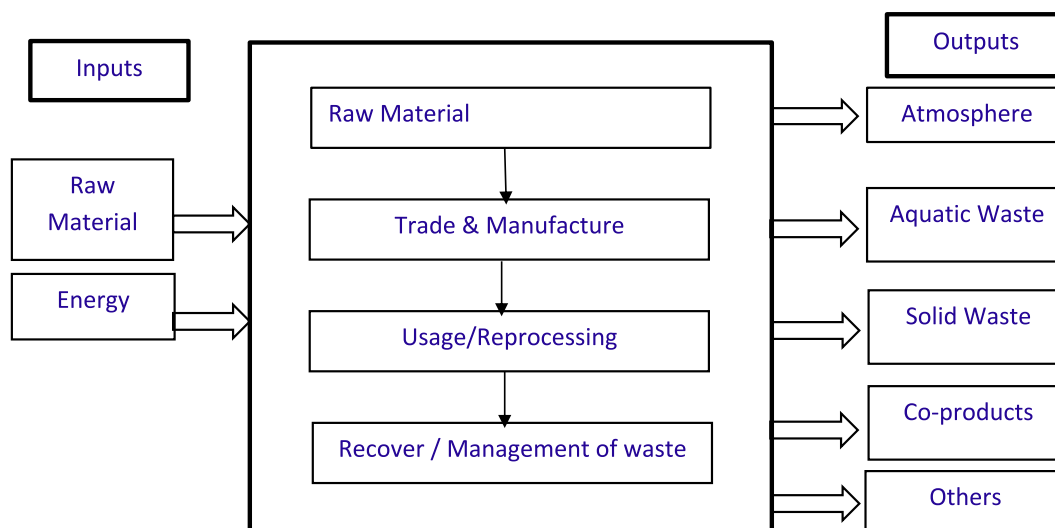 Inputs
Raw
Material
Energy
Raw Material
Trade & Manufacture
Usage/Reprocessing
Recover / Management of waste
Outputs
Atmosphere
Aquatic Waste
Solid Waste
Co-products
Others